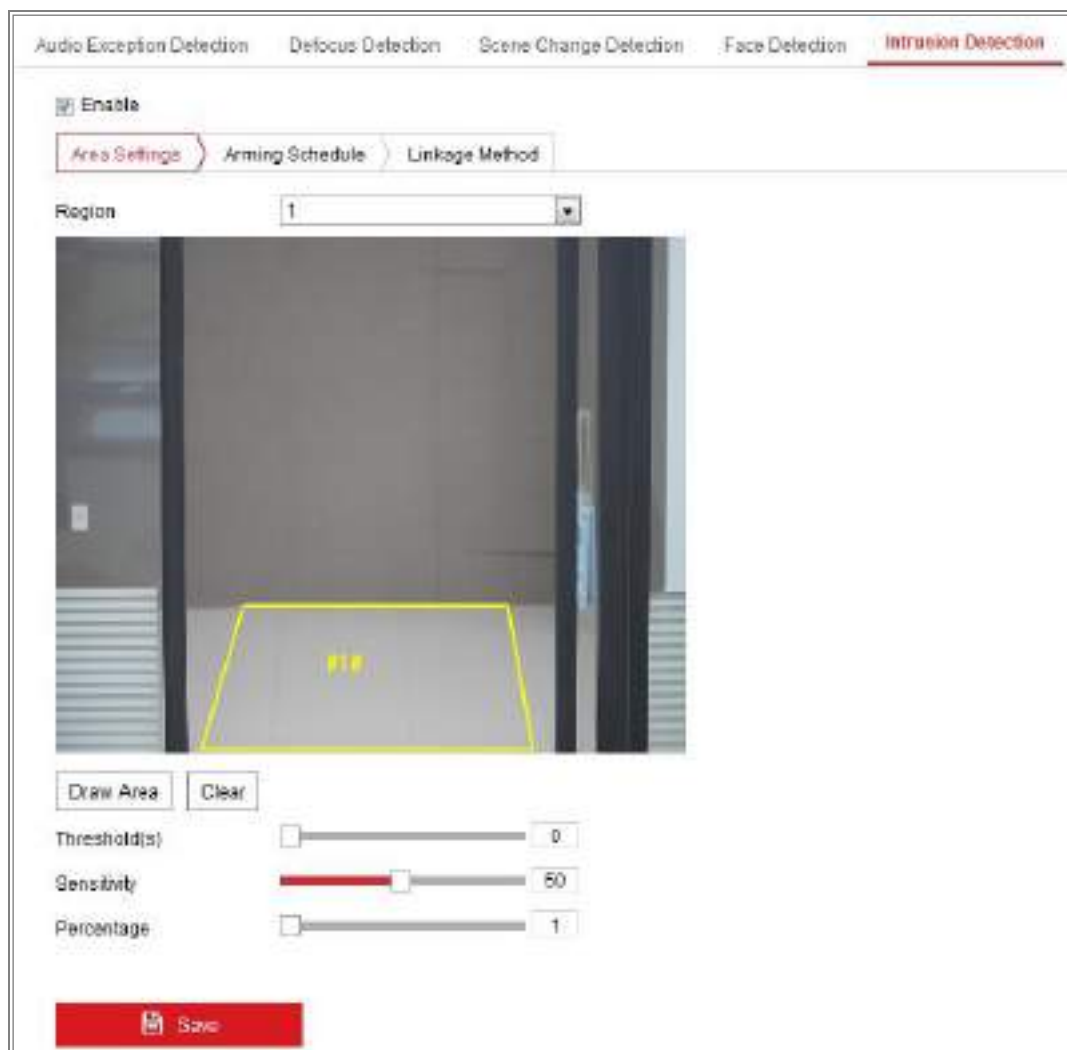 Audio Exception Detection Defocus Detection Scene Change Detection Face Detection Intrusion Detection
Enable
Area Settings Arming Schedule Linkage Method
Region 1
#1#
Draw Area Clear
Threshold(s) 0
Sensitivity 50
Percentage 1
Save